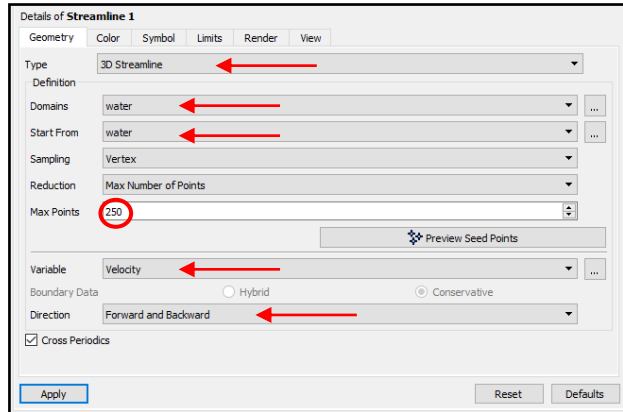 Details of Streamline 1
Geometry Color Symbol Limits Render View
Type 3D Streamline
Definition
Domains water ...
Start From water ...
Sampling Vertex
Reduction Max Number of Points
Max Points 250
Preview Seed Points
Variable Velocity ...
Boundary Data Hybrid Conservative
Direction Forward and Backward
Cross Periodics
Apply Reset Defaults